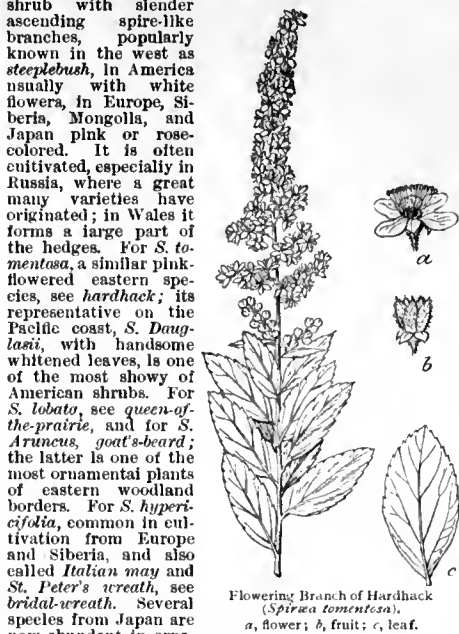 shrub with slender
ascending spire-like
branches, popularly
known in the west as
steeplebush, in America
usually with white
flowers, in Europe, Si-
beria, Mongolia, and
Japan pink or rose-
colored. It is often
cultivated, especially in
Russia, where a great
many varieties have
originated; in Wales it
forms a large part of
the hedges. For S. to-
mentosa, a similar pink-
flowered eastern spe-
cies, see hardhack; its
representative on the
Pacific coast, S. Doug-
lasii, with handsome
whitened leaves, is one
of the most showy of
American shrubs. For
S. lobata, see queen-of-
the-prairie, and for S.
Aruncus, goat's-beard;
the latter is one of the
most ornamental plants
of eastern woodland
borders. For S. hyperi-
cifolia, common in cul-
tivation from Europe
and Siberia, and also
called Italian may and
St. Peter's wreath, see
bridal-wreath. Several
species from Japan are
a
b
c
Flowering Branch of Hardhack
(Spiræa tomentosa).
a, flower; b, fruit; c, leaf.